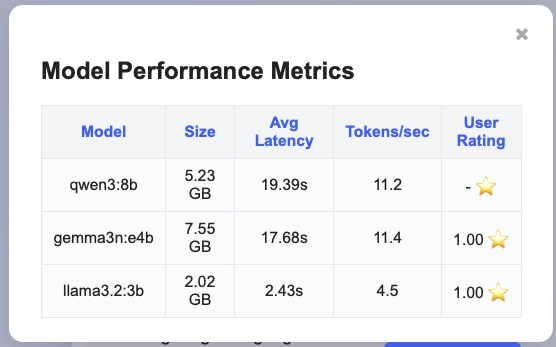 ×
Model Performance Metrics
Model Size Avg Latency Tokens/sec User Rating
qwen3:8b 5.23 GB 19.39s 11.2 - ⭐
gemma3n:e4b 7.55 GB 17.68s 11.4 1.00 ⭐
llama3.2:3b 2.02 GB 2.43s 4.5 1.00 ⭐